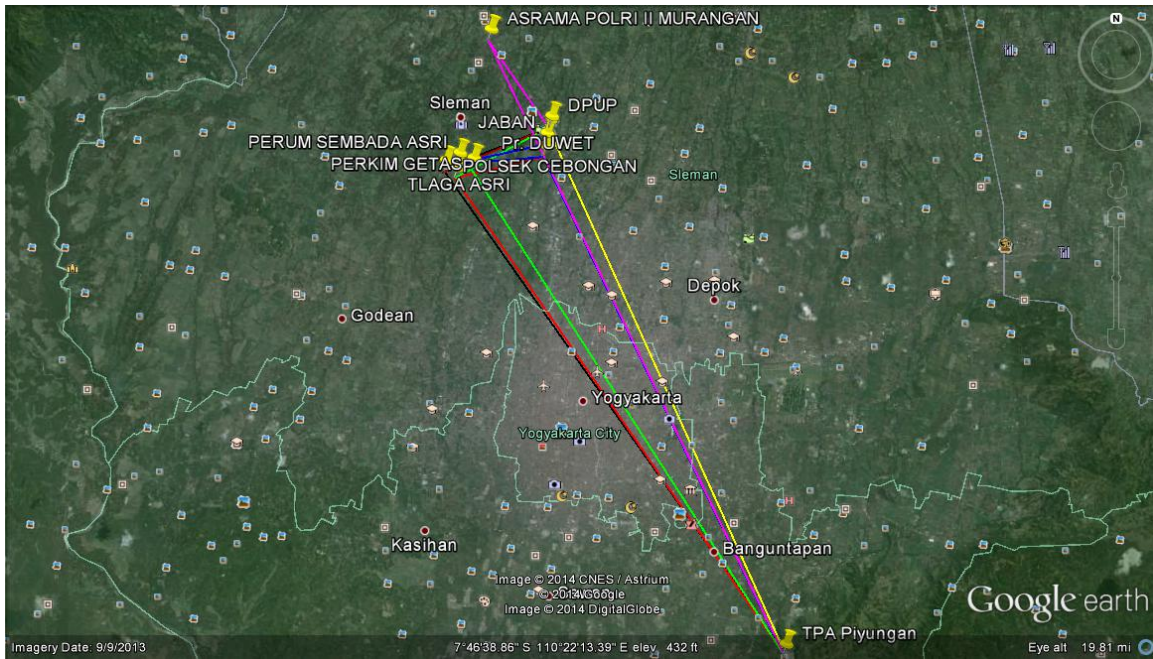 N
ASRAMA POLRI II MURANGAN
DPUP
Sleman
JABAN
PERUM SEMBADA ASRI
Pr. DUWET
PERKIM GETAS
POLSEK CEBONGAN
TLAGA ASRI
Sleman
Depok
Godean
Yogyakarta
Yogyakarta City
Kasihan
Banguntapan
Image © 2014 CNES / Astrium
© 2014 Google
Image © 2014 DigitalGlobe
Google earth
TPA Piyungan
Imagery Date: 9/9/2013
7°46'38.86" S 110°22'13.39" E elev 432 ft
Eye alt 19.81 mi